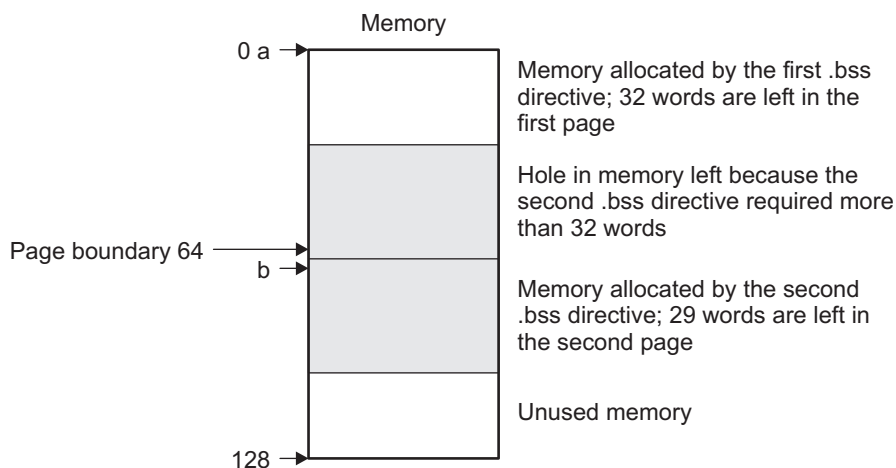 Memory
0 a
Memory allocated by the first .bss
directive; 32 words are left in the
first page
Hole in memory left because the
second .bss directive required more
than 32 words
Page boundary 64
b
Memory allocated by the second
.bss directive; 29 words are left in
the second page
Unused memory
128